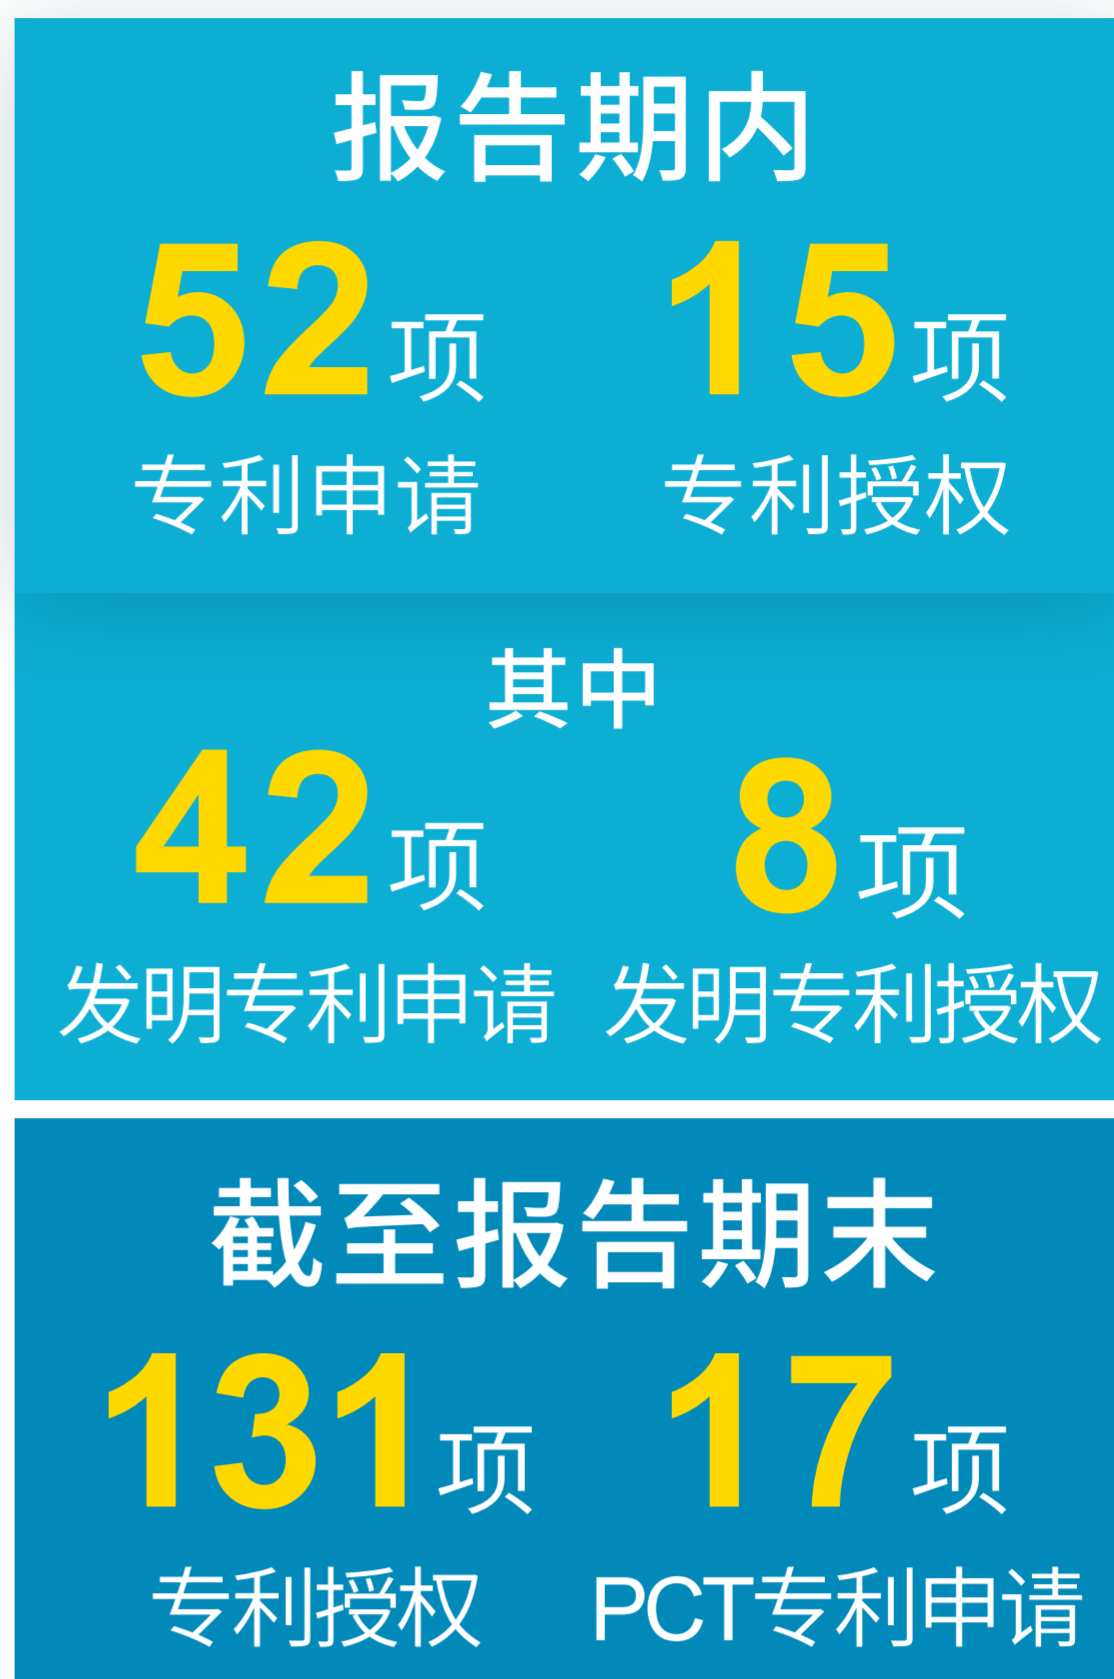 报告期内
52项 15项
专利申请 专利授权
其中
42项 8项
发明专利申请 发明专利授权
截至报告期末
131项 17项
专利授权 PCT专利申请